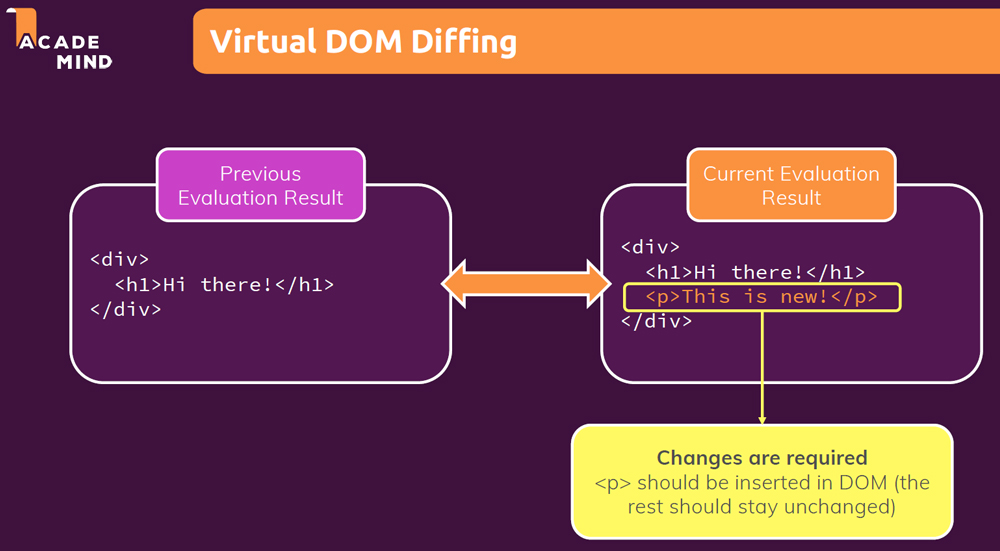 ACADE
MIND
Virtual DOM Diffing
Previous
Evaluation Result
<div>
<h1>Hi there!</h1>
</div>
Current Evaluation
Result
<div>
<h1>Hi there!</h1>
<p>This is new!</p>
</div>
Changes are required
<p> should be inserted in DOM (the
rest should stay unchanged)